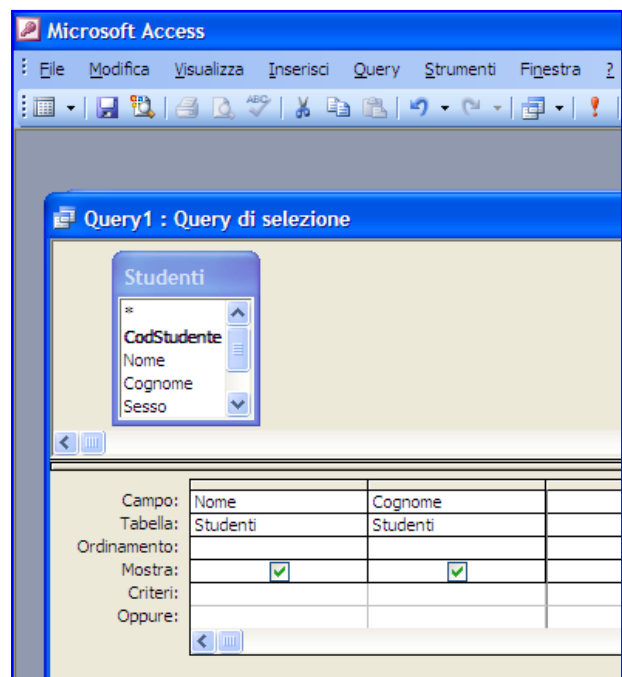 Microsoft Access
File Modifica Visualizza Inserisci Query Strumenti Finestra ?
ABC
Query1 : Query di selezione
Studenti
*
CodStudente
Nome
Cognome
Sesso
Campo: Nome Cognome
Tabella: Studenti Studenti
Ordinamento:
Mostra:
Criteri:
Oppure: